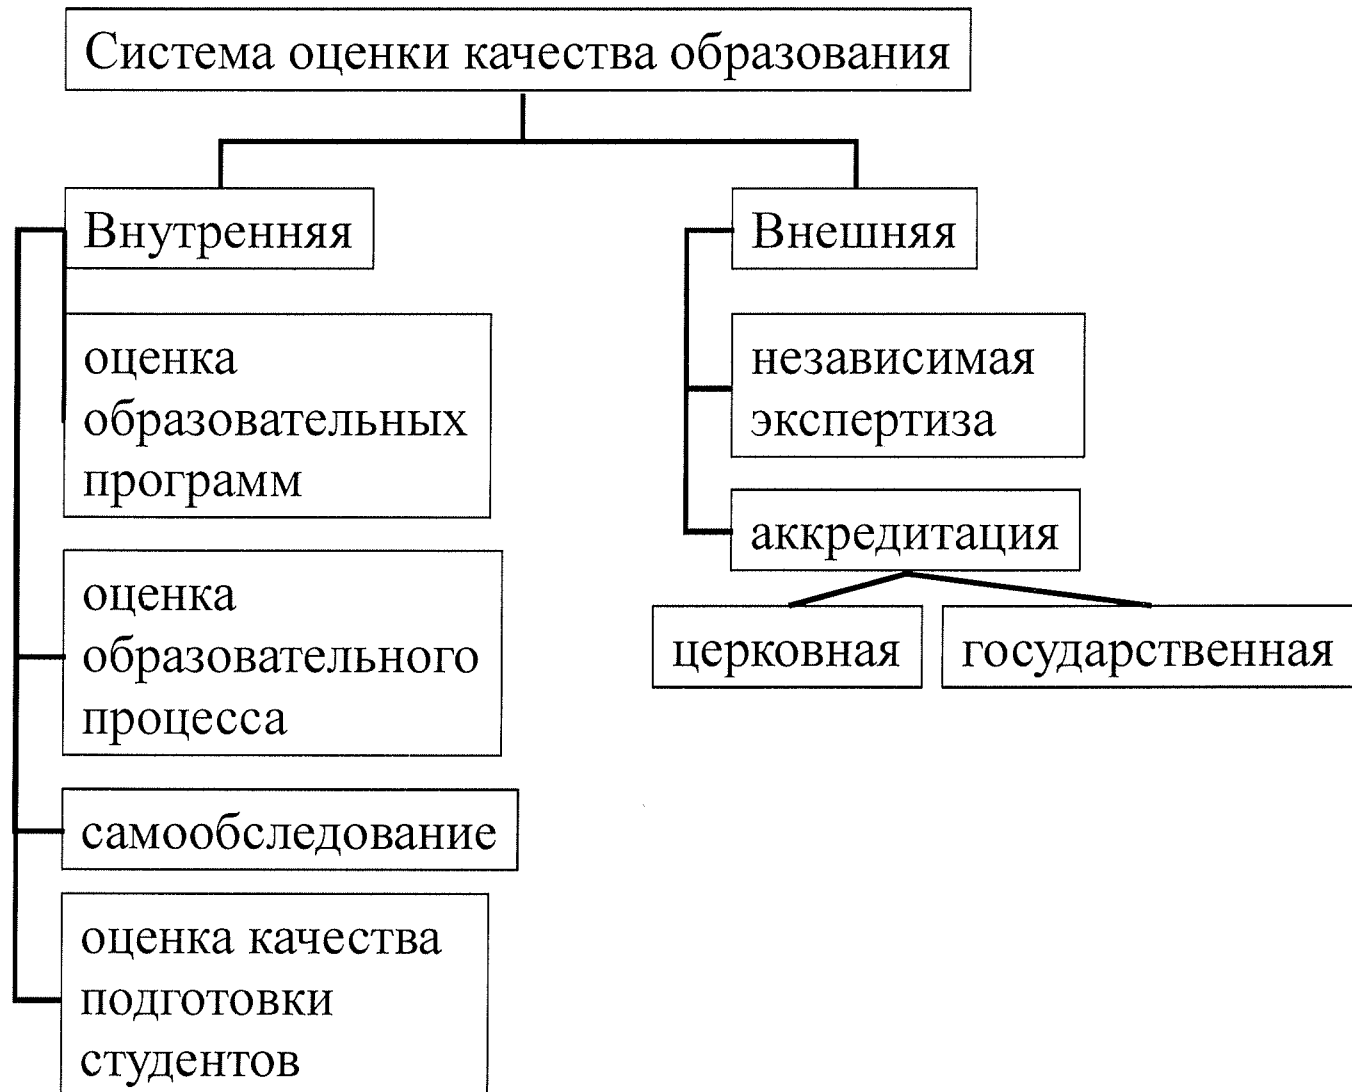 Система оценки качества образования
Внутренняя
оценка
образовательных
программ
оценка
образовательного
процесса
самообследование
оценка качества
подготовки
студентов
Внешняя
независимая
экспертиза
аккредитация
церковная
государственная